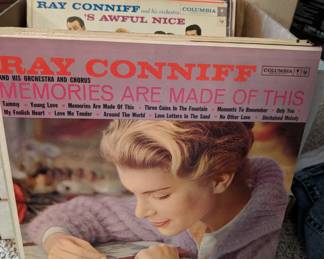 RAY CONNIFF and his orchestra COLUMBIA
'S AWFUL NICE
RAY CONNIFF COLUMBIA
AND HIS ORCHESTRA AND CHORUS
MEMORIES ARE MADE OF THIS
Tammy • Young Love • Memories Are Made Of This • Three Coins In The Fountain • Moments To Remember • Only You
My Foolish Heart • Love Me Tender • Around The World • Love Letters In The Sand • No Other Love • Unchained Melody